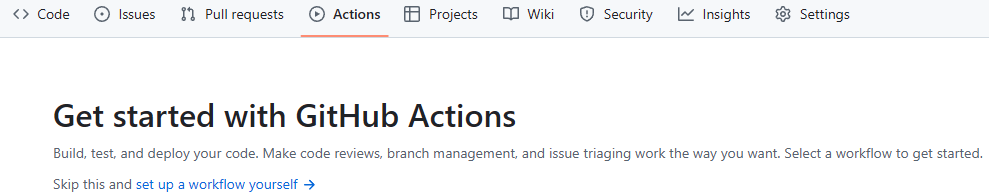 Code Issues Pull requests Actions Projects Wiki Security Insights Settings
Get started with GitHub Actions
Build, test, and deploy your code. Make code reviews, branch management, and issue triaging work the way you want. Select a workflow to get started.
Skip this and set up a workflow yourself →